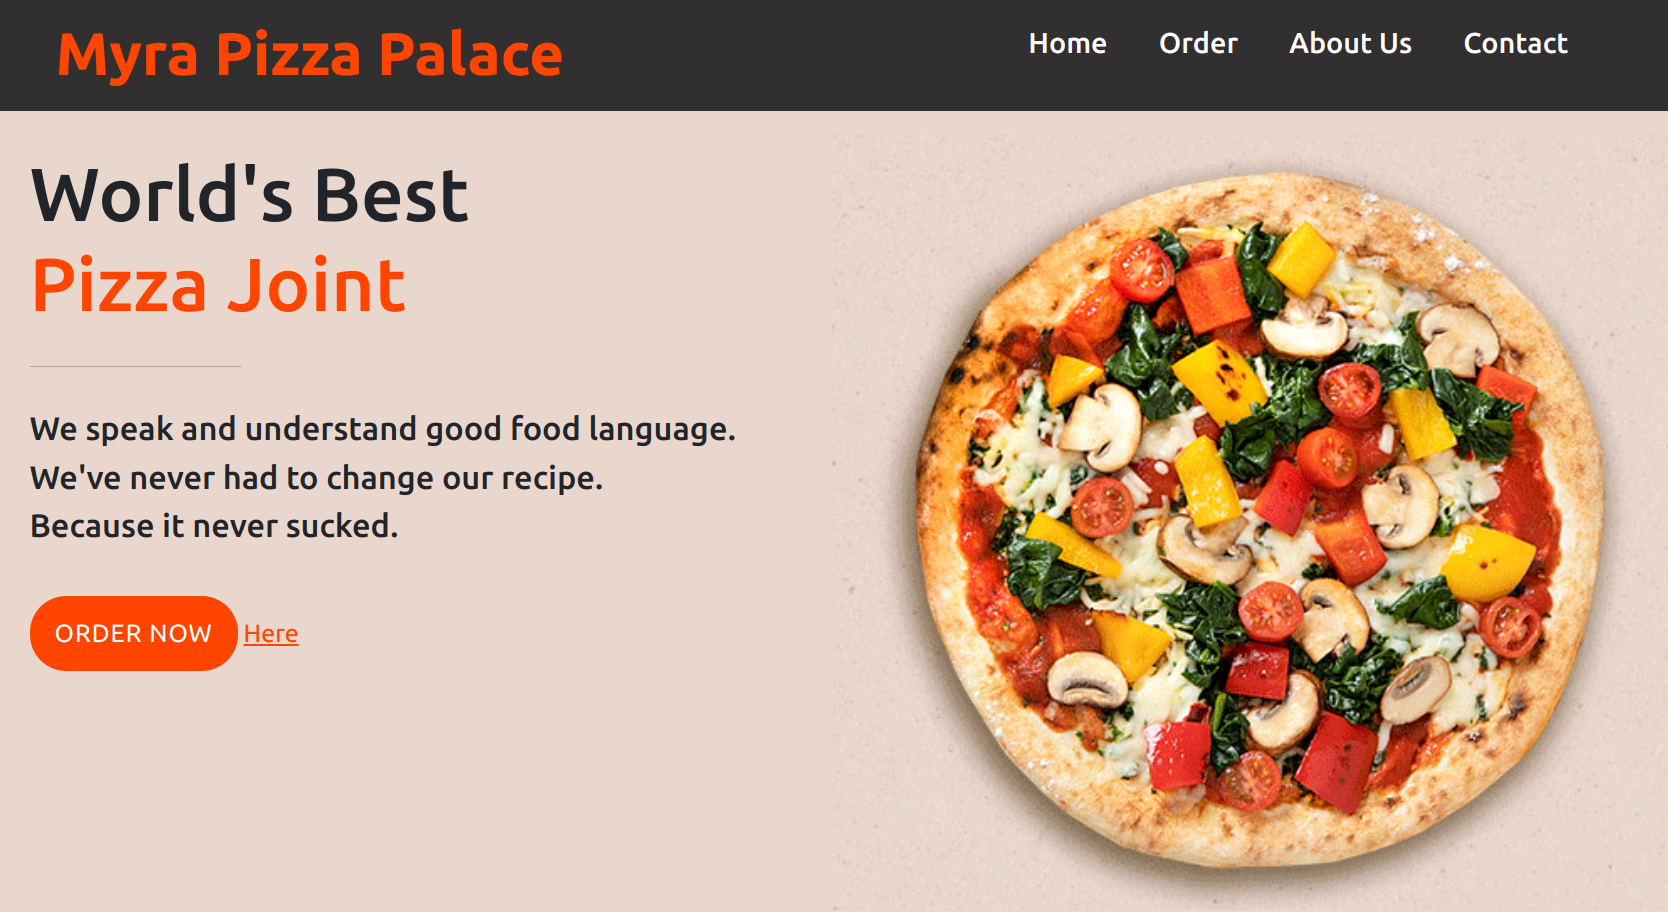 Myra Pizza Palace
Home Order About Us Contact
World's Best
Pizza Joint
We speak and understand good food language.
We've never had to change our recipe.
Because it never sucked.
ORDER NOW Here